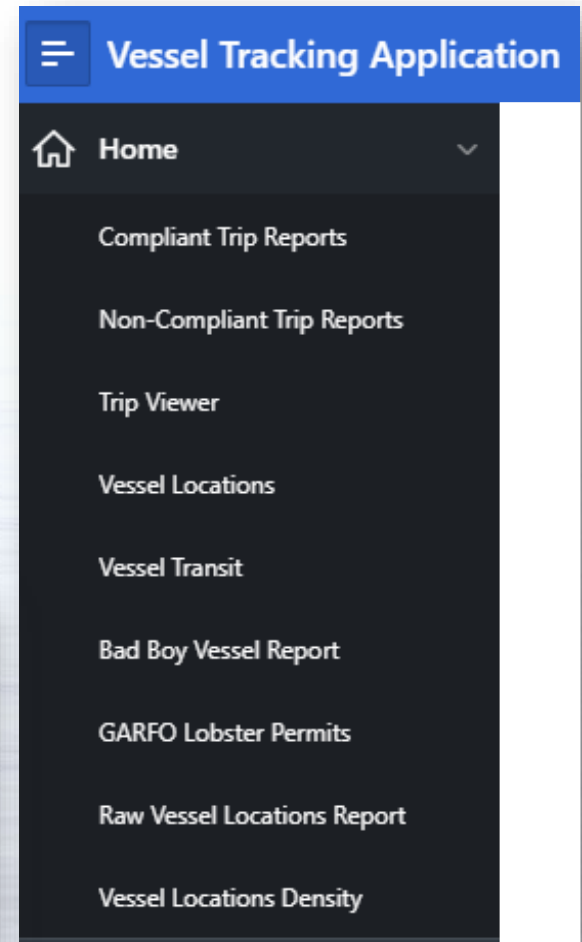 Vessel Tracking Application
Home
Compliant Trip Reports
Non-Compliant Trip Reports
Trip Viewer
Vessel Locations
Vessel Transit
Bad Boy Vessel Report
GARFO Lobster Permits
Raw Vessel Locations Report
Vessel Locations Density